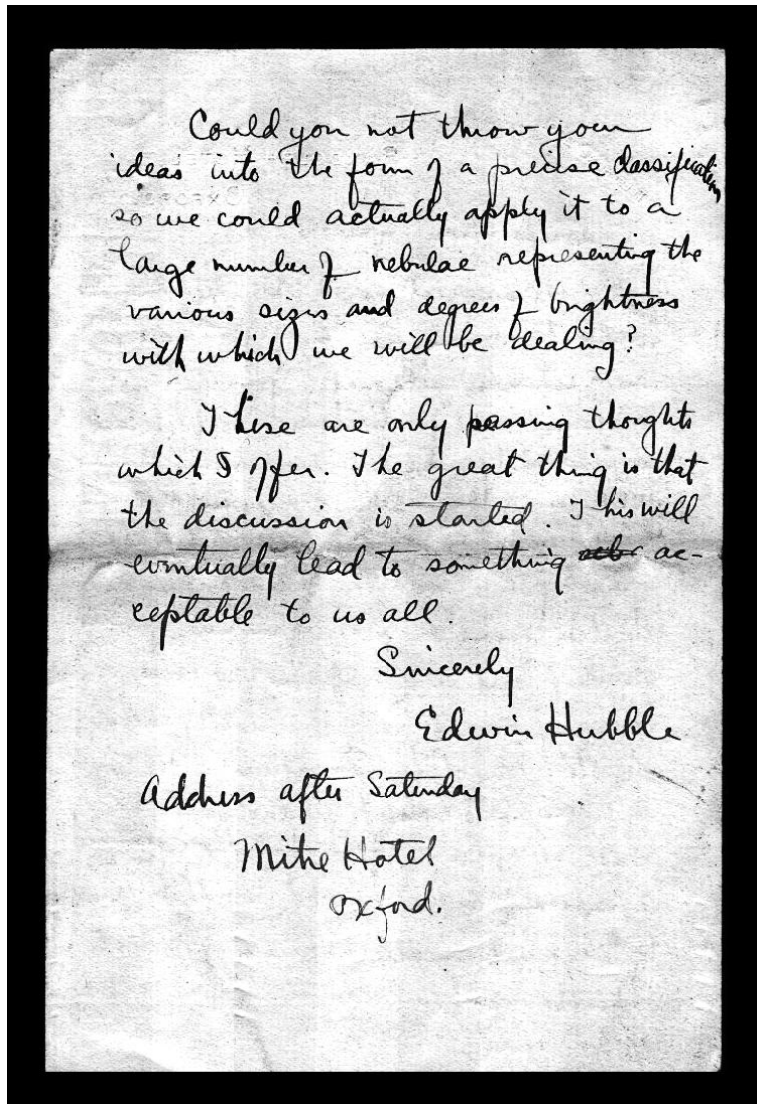 Could you not throw your
ideas into the form of a precise classification
so we could actually apply it to a
large number of nebulae representing the
various sizes and degrees of brightness
with which we will be dealing?
These are only passing thoughts
which I offer. The great thing is that
the discussion is started. This will
eventually lead to something ac-
ceptable to us all.
Sincerely
Edwin Hubble
Address after Saturday
Mitre Hotel
Oxford.